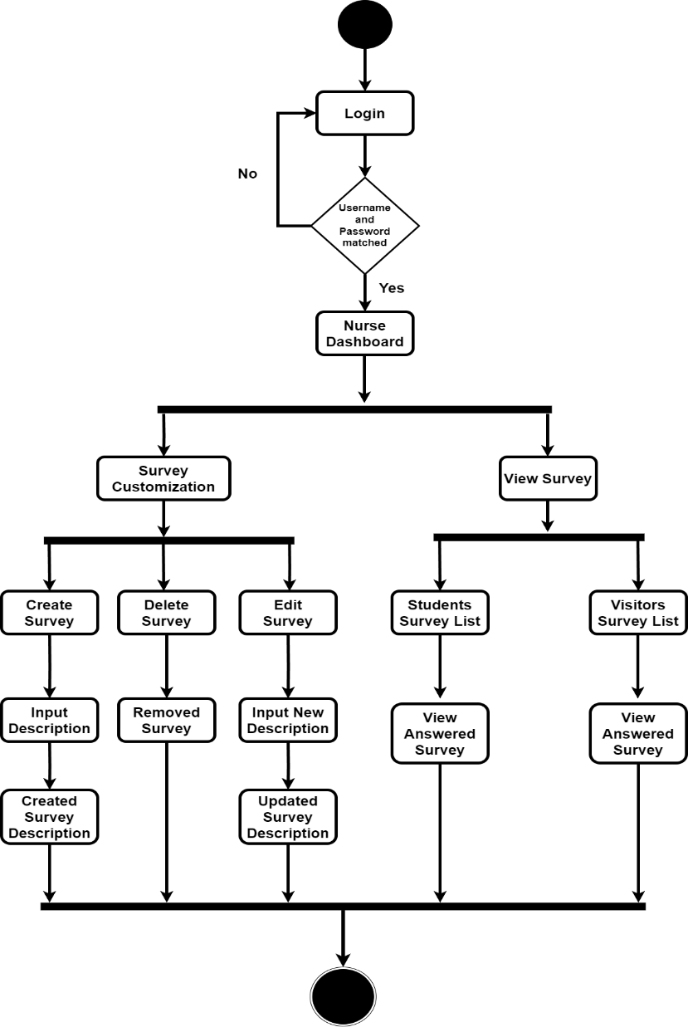 Login
No
Username
and
Password
matched
Yes
Nurse
Dashboard
Survey
Customization
View Survey
Create
Survey
Delete
Survey
Edit
Survey
Students
Survey List
Visitors
Survey List
Input
Description
Removed
Survey
Input New
Description
View
Answered
Survey
View
Answered
Survey
Created
Survey
Description
Updated
Survey
Description